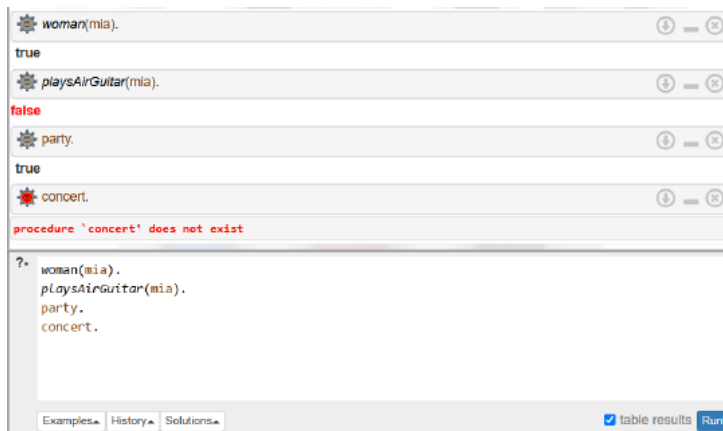 woman(mia).
true
playsAirGuitar(mia).
false
party.
true
concert.
procedure `concert' does not exist
?- woman(mia).
playsAirGuitar(mia).
party.
concert.
Examples History Solutions table results Run